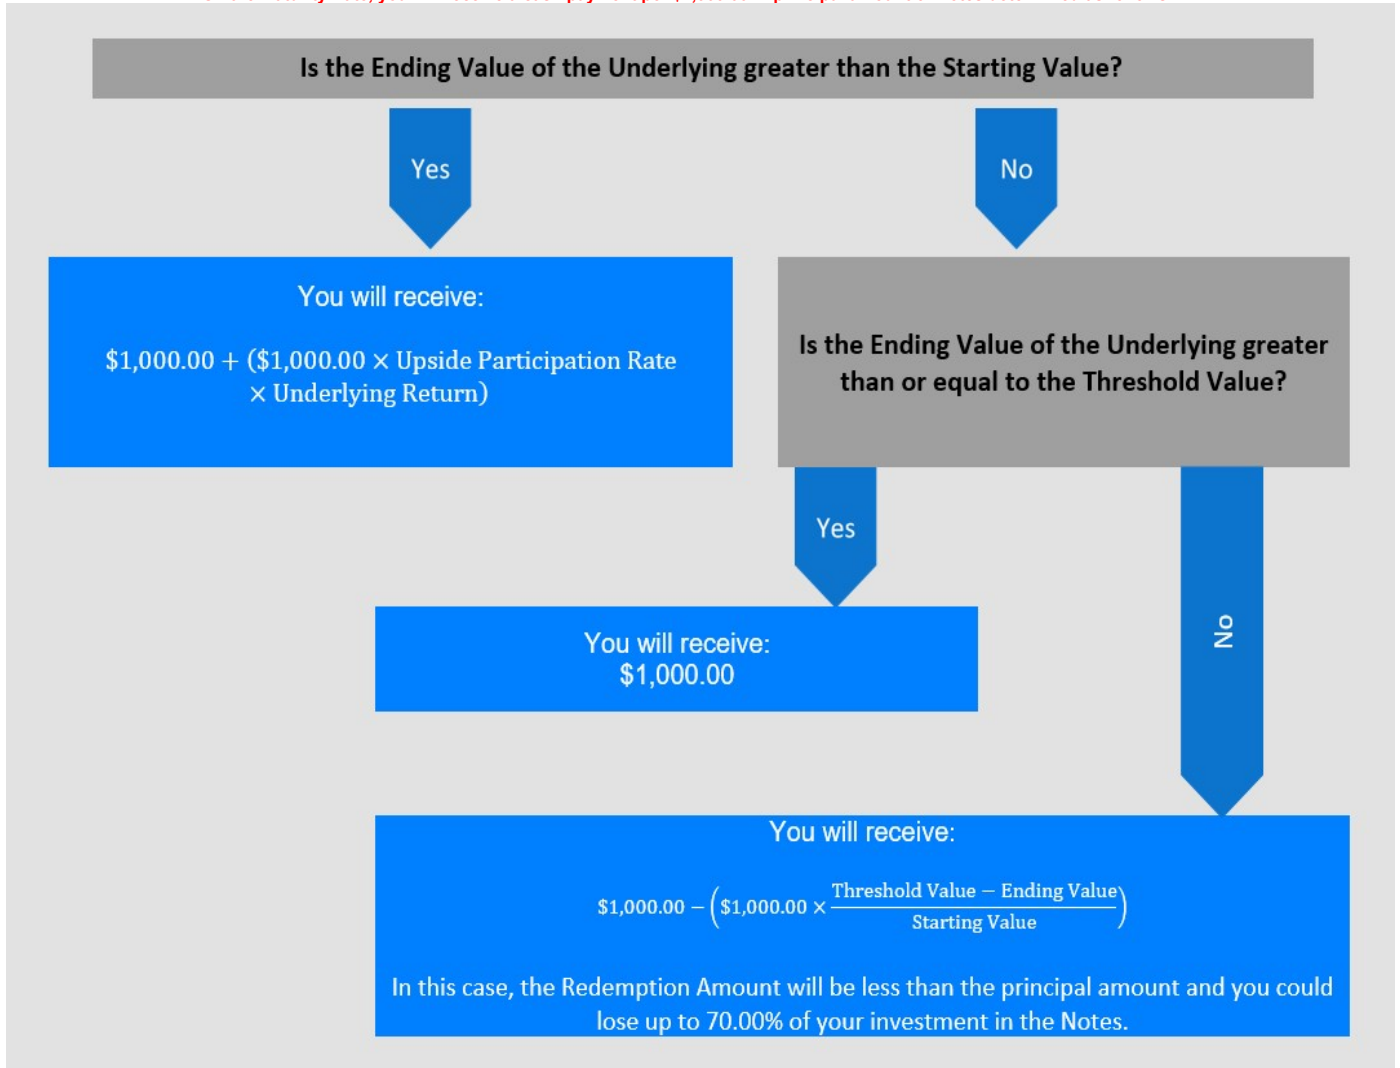 Is the Ending Value of the Underlying greater than the Starting Value?
Yes
No
You will receive:
$1,000.00 + ($1,000.00 × Upside Participation Rate
× Underlying Return)
Is the Ending Value of the Underlying greater
than or equal to the Threshold Value?
Yes
No
You will receive:
$1,000.00
You will receive:
$1,000.00 − ($1,000.00 × (Threshold Value − Ending Value) / Starting Value)
In this case, the Redemption Amount will be less than the principal amount and you could
lose up to 70.00% of your investment in the Notes.